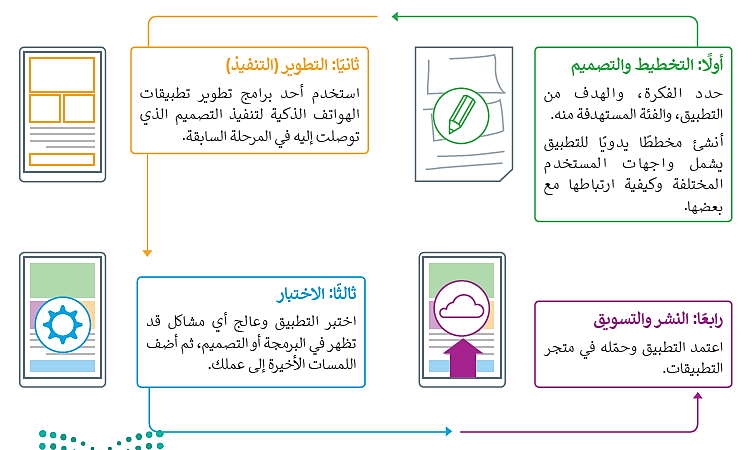 أولًا: التخطيط والتصميم
حدد الفكرة، والهدف من
التطبيق، والفئة المستهدفة منه.
أنشئ مخططًا يدويًا للتطبيق
يشمل واجهات المستخدم
المختلفة وكيفية ارتباطها مع
بعضها.
ثانيًا: التطوير (التنفيذ)
استخدم أحد برامج تطوير تطبيقات
الهواتف الذكية لتنفيذ التصميم الذي
توصلت إليه في المرحلة السابقة.
ثالثًا: الاختبار
اختبر التطبيق وعالج أي مشاكل قد
تظهر في البرمجة أو التصميم، ثم أضف
اللمسات الأخيرة إلى عملك.
رابعًا: النشر والتسويق
اعتمد التطبيق وحمّله في متجر
التطبيقات.